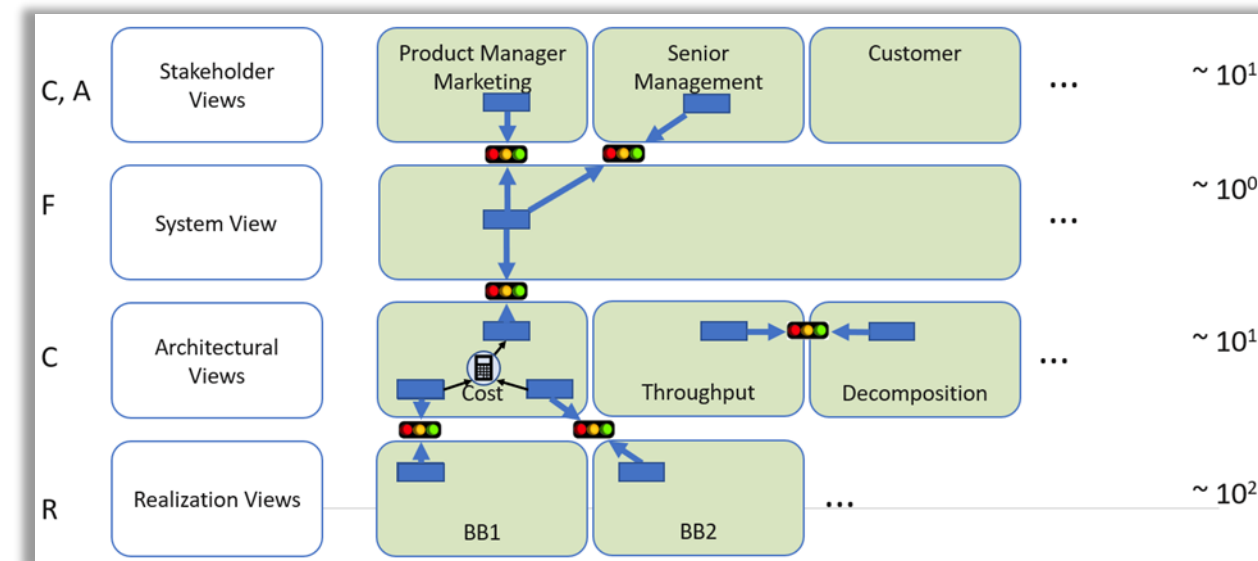 C, A
Stakeholder
Views
Product Manager
Marketing
Senior
Management
Customer
...
~ 10¹
F
System View
...
~ 10⁰
C
Architectural
Views
Cost
Throughput
Decomposition
...
~ 10¹
R
Realization Views
BB1
BB2
...
~ 10²